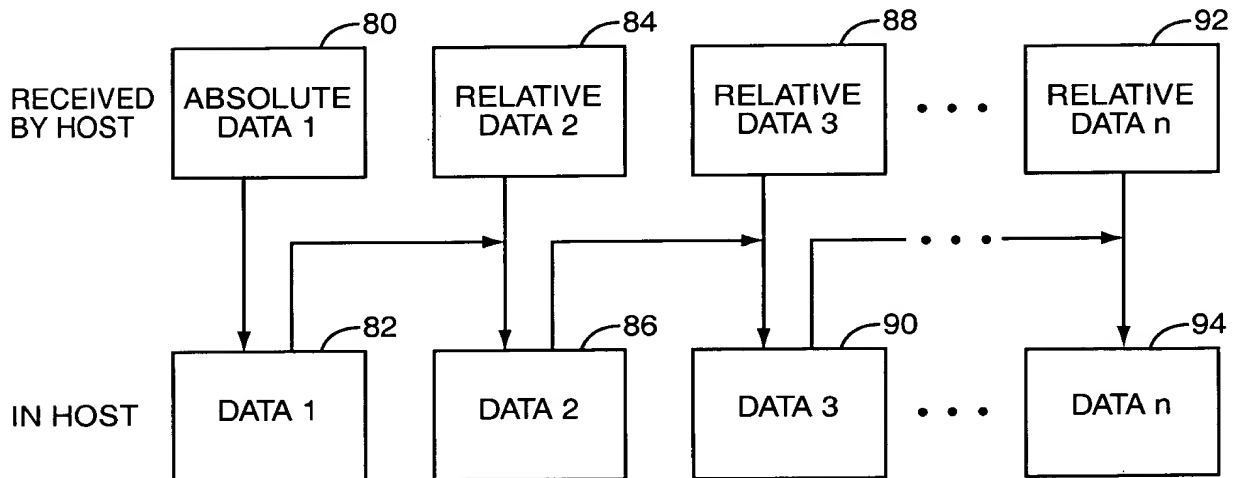 80
84
88
92
RECEIVED
BY HOST
ABSOLUTE
DATA 1
RELATIVE
DATA 2
RELATIVE
DATA 3
RELATIVE
DATA n
82
86
90
94
IN HOST
DATA 1
DATA 2
DATA 3
DATA n